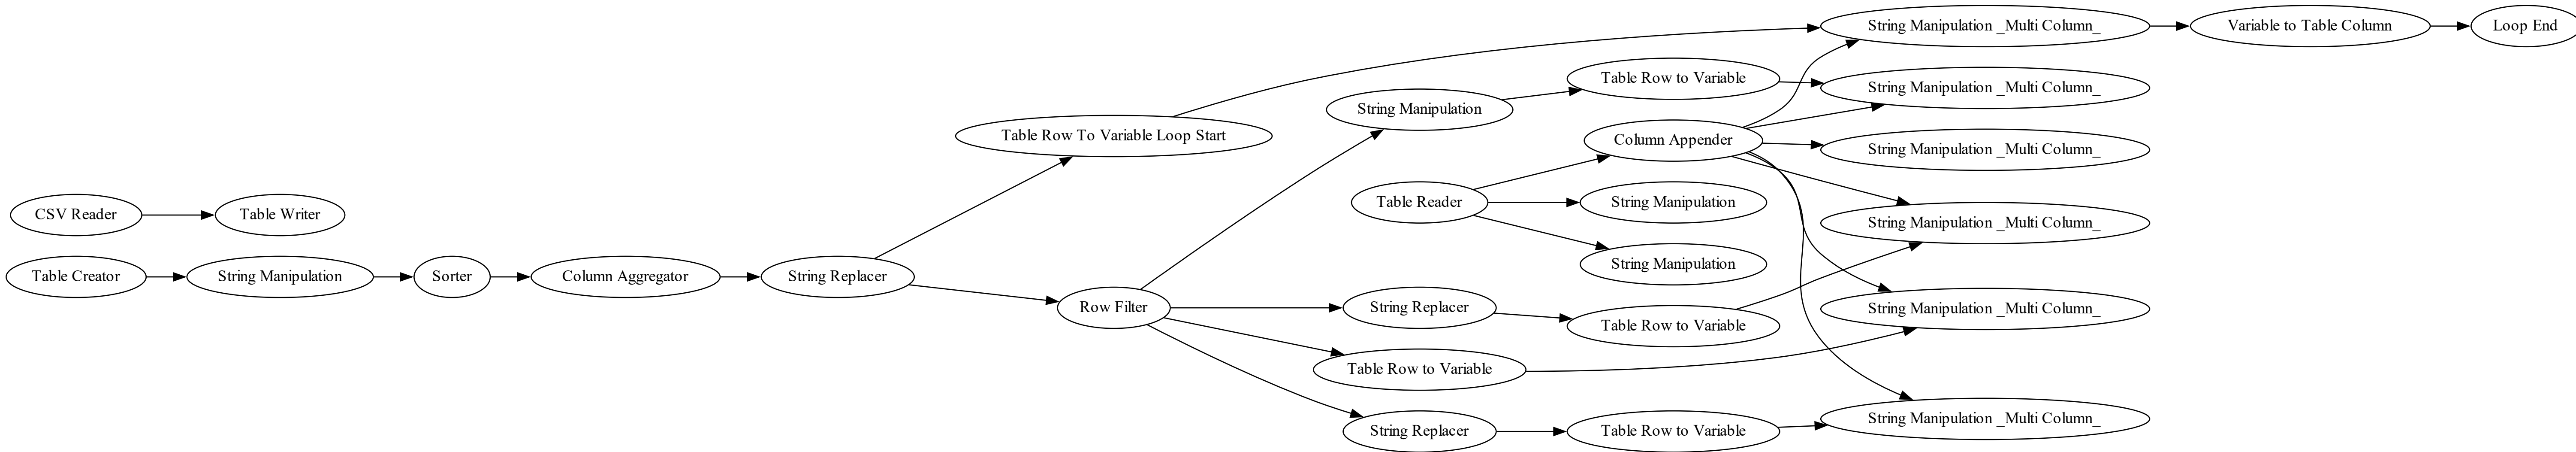 String Manipulation _Multi Column_
Variable to Table Column
Loop End
Table Row to Variable
String Manipulation _Multi Column_
String Manipulation
Table Row To Variable Loop Start
Column Appender
String Manipulation _Multi Column_
CSV Reader
Table Writer
Table Reader
String Manipulation
String Manipulation _Multi Column_
String Manipulation
Table Creator
String Manipulation
Sorter
Column Aggregator
String Replacer
Row Filter
String Replacer
Table Row to Variable
String Manipulation _Multi Column_
Table Row to Variable
String Replacer
Table Row to Variable
String Manipulation _Multi Column_